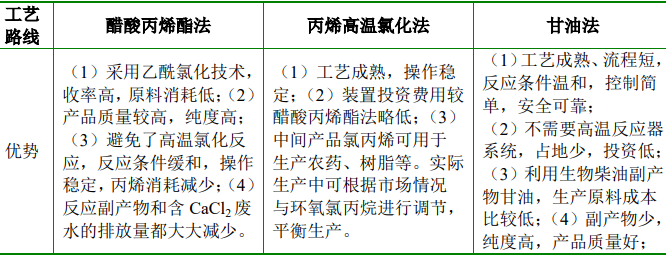 工艺路线 醋酸丙烯酯法 丙烯高温氯化法 甘油法
优势
（1）采用乙酰氯化技术，
收率高，原料消耗低；（2）
产品质量较高，纯度高；
（3）避免了高温氯化反
应，反应条件缓和，操作
稳定，丙烯消耗减少；（4）
反应副产物和含 CaCl2 废
水的排放量都大大减少。
（1）工艺成熟，操作稳
定；（2）装置投资费用较
醋酸丙烯酯法略低；（3）
中间产品氯丙烯可用于
生产农药、树脂等。实际
生产中可根据市场情况
与环氧氯丙烷进行调节，
平衡生产。
（1）工艺成熟、流程短，
反应条件温和，控制简
单，安全可靠；
（2）不需要高温反应器
系统，占地少，投资低；
（3）利用生物柴油副产
物甘油，生产原料成本
比较低；（4）副产物少，
纯度高，产品质量好；